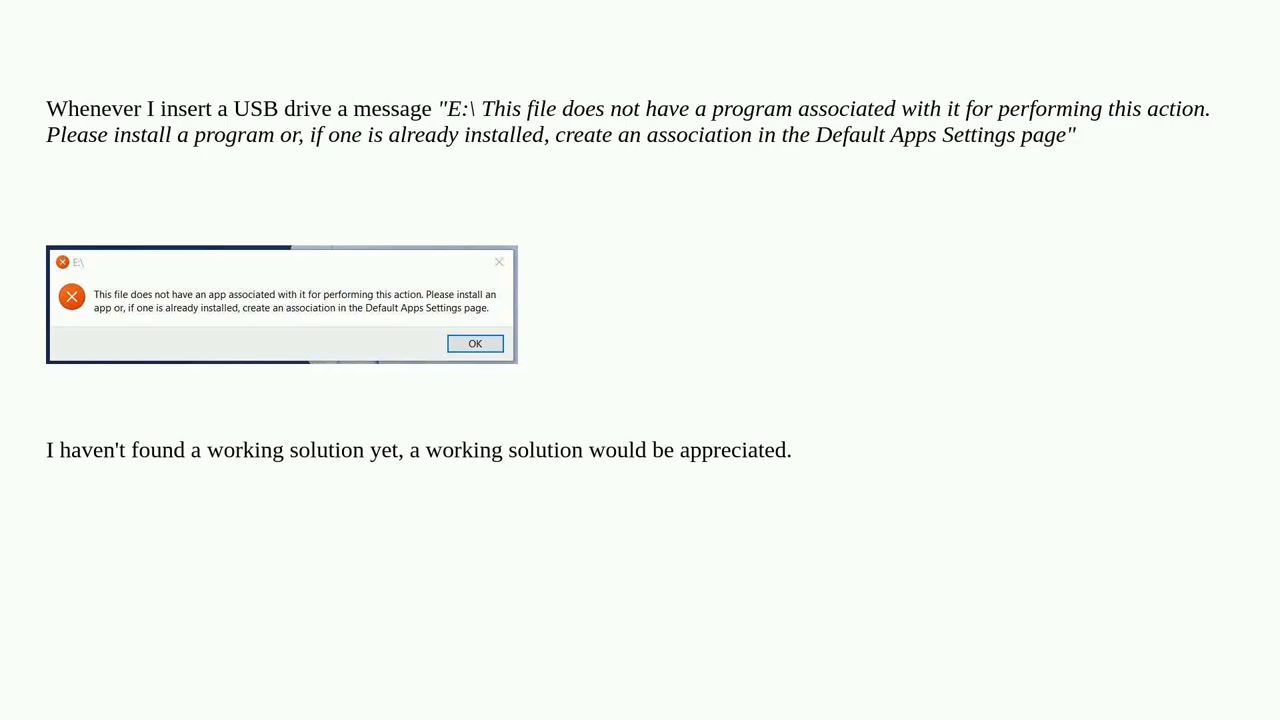 Whenever I insert a USB drive a message "E:\ This file does not have a program associated with it for performing this action.
Please install a program or, if one is already installed, create an association in the Default Apps Settings page"
E:\
This file does not have an app associated with it for performing this action. Please install an
app or, if one is already installed, create an association in the Default Apps Settings page.
OK
I haven't found a working solution yet, a working solution would be appreciated.